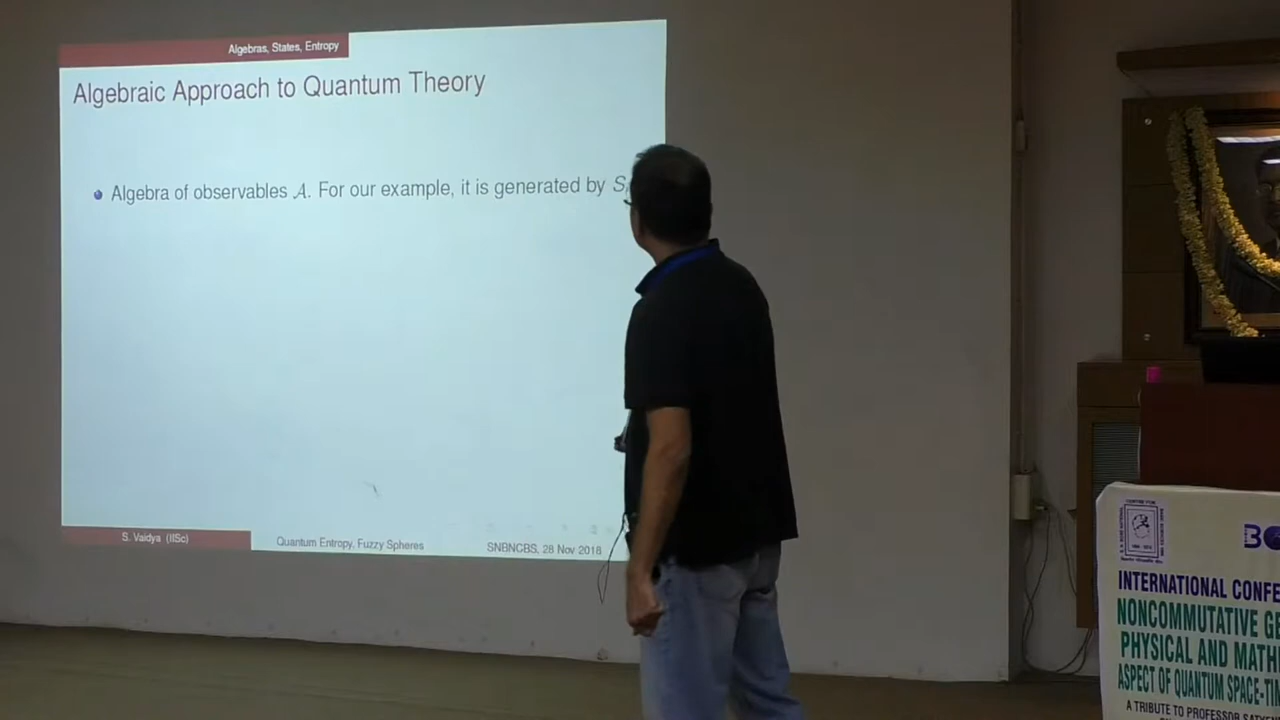 Algebras, States, Entropy
Algebraic Approach to Quantum Theory
Algebra of observables 𝒜. For our example, it is generated by S
S. Vaidya (IISc)
Quantum Entropy, Fuzzy Spheres
SNBNCBS, 28 Nov 2018
INTERNATIONAL CONFE
NONCOMMUTATIVE GE
PHYSICAL AND MATH
ASPECT OF QUANTUM SPACE-TIM
A TRIBUTE TO PROFESSOR SATY